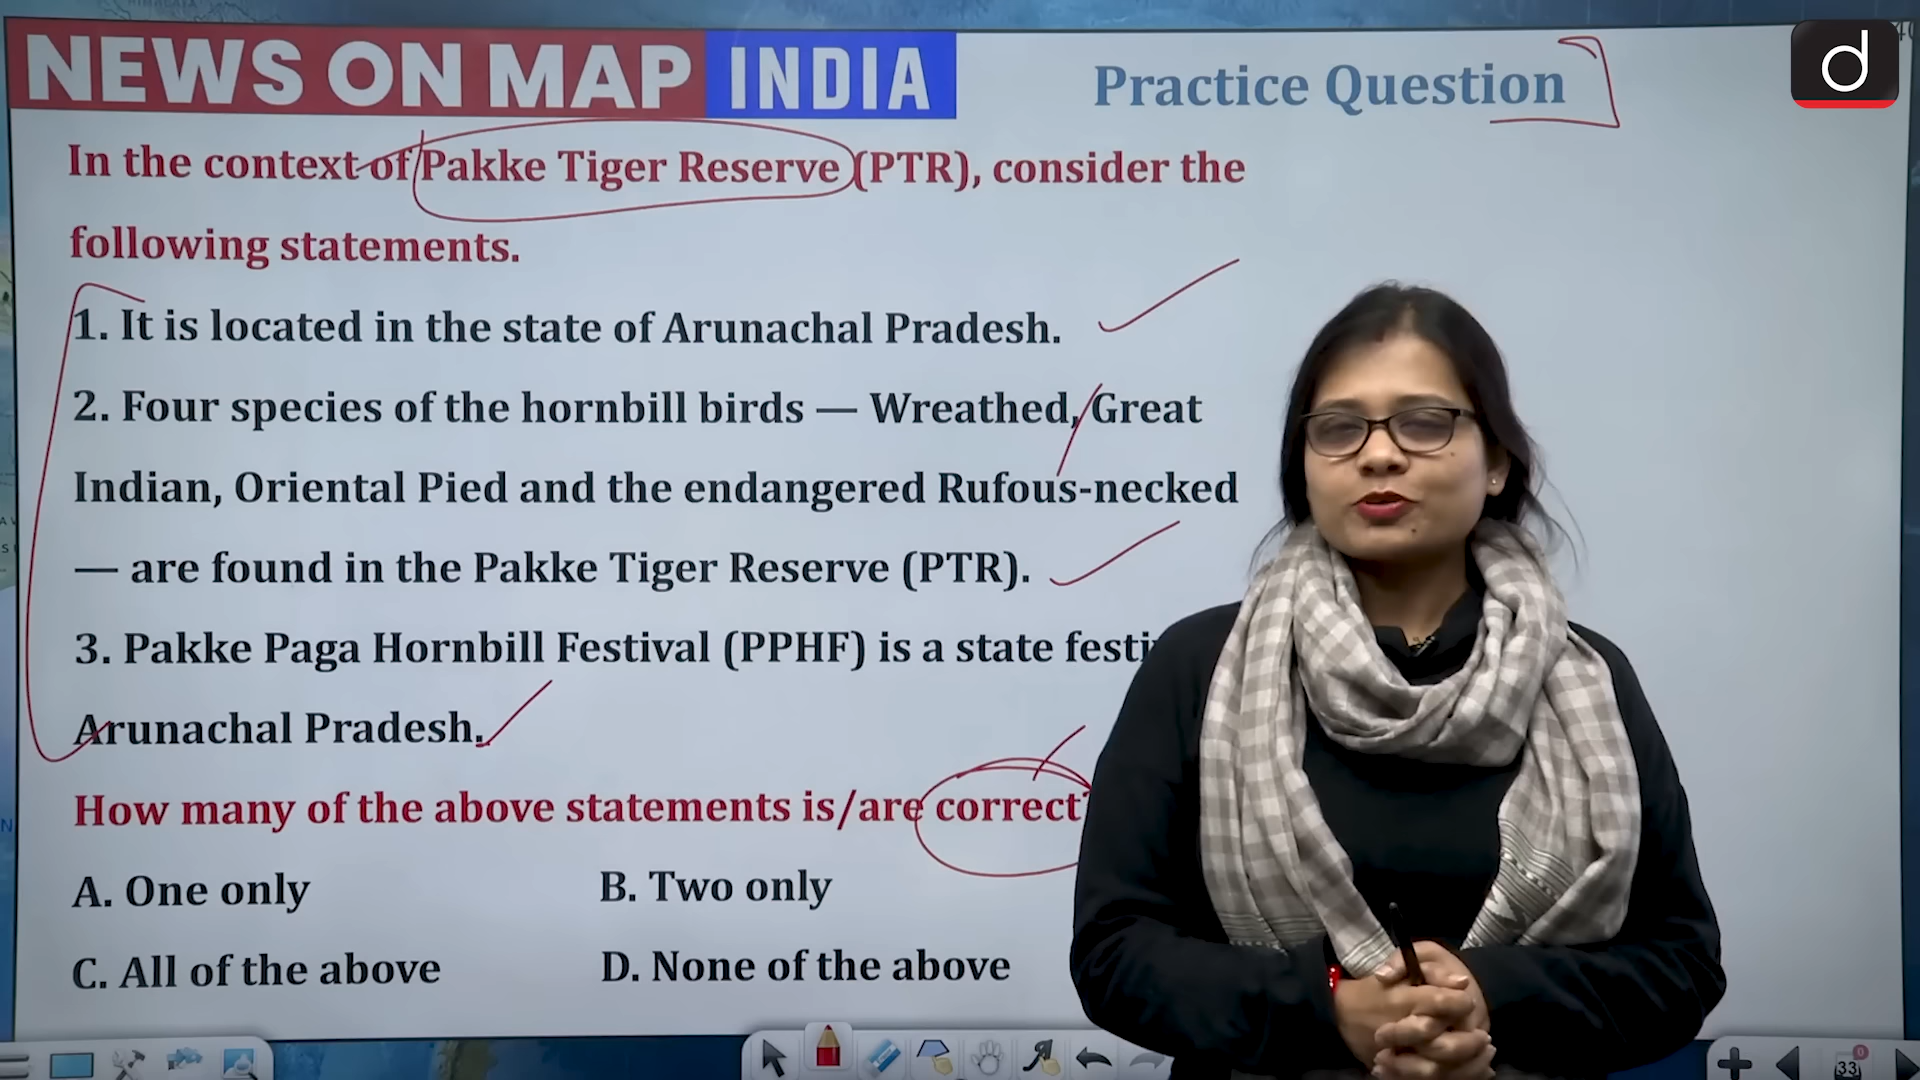 NEWS ON MAP INDIA
Practice Question
In the context of Pakke Tiger Reserve (PTR), consider the
following statements.
1. It is located in the state of Arunachal Pradesh.
2. Four species of the hornbill birds — Wreathed, Great
Indian, Oriental Pied and the endangered Rufous-necked
— are found in the Pakke Tiger Reserve (PTR).
3. Pakke Paga Hornbill Festival (PPHF) is a state
Arunachal Pradesh.
How many of the above statements is/are correct?
A. One only
B. Two only
C. All of the above
D. None of the above
d
33
0